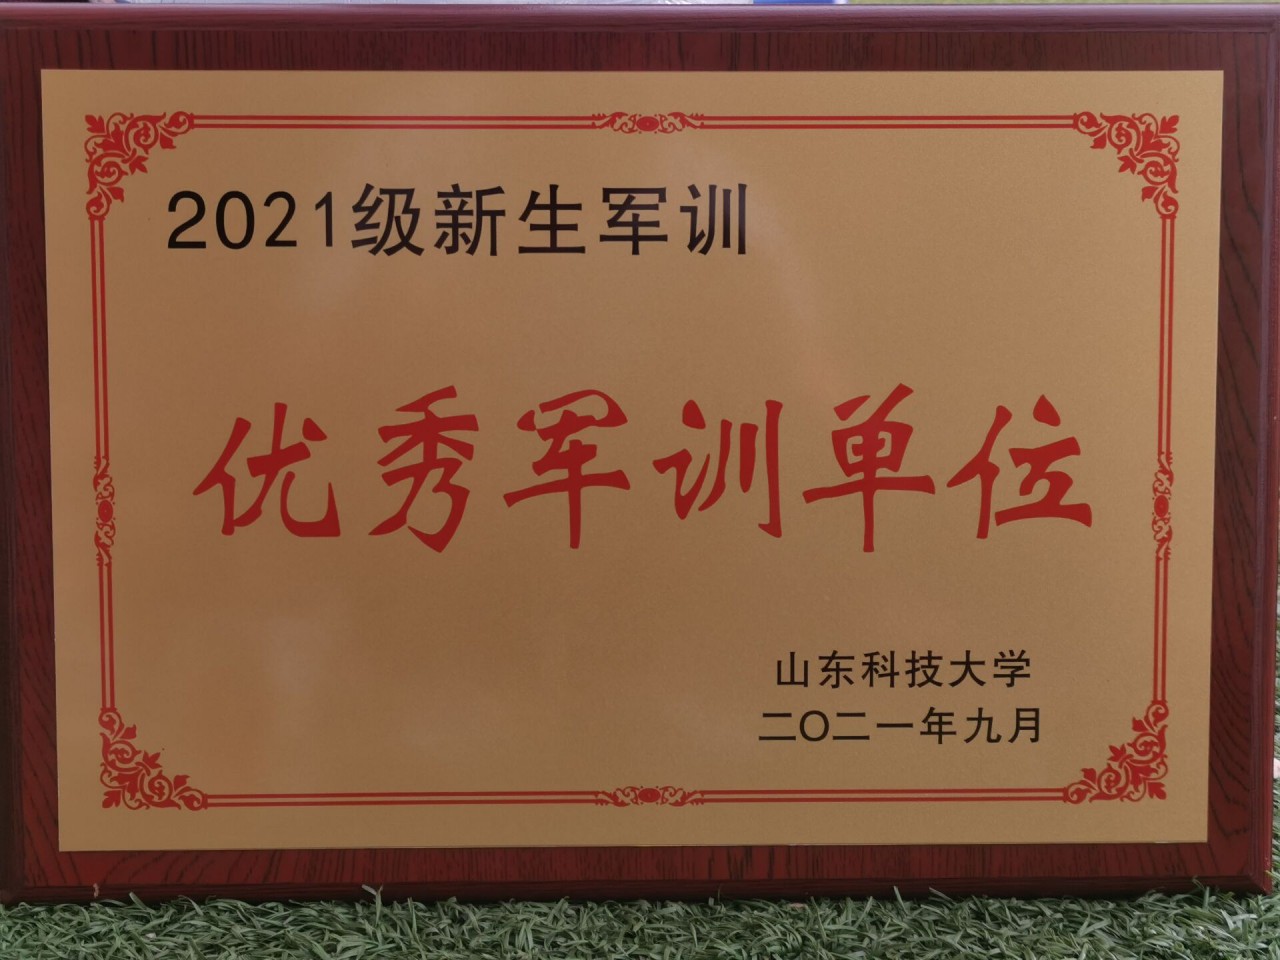 2021级新生军训
优秀军训单位
山东科技大学
二〇二一年九月